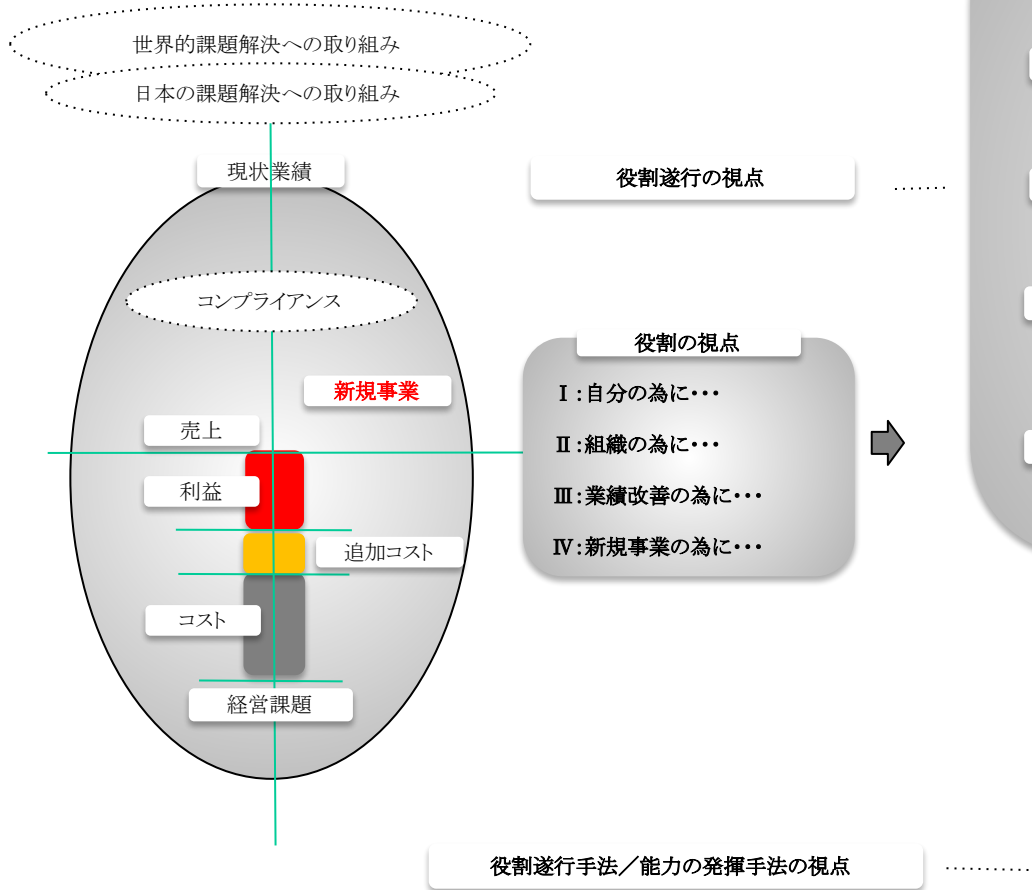 世界的課題解決への取り組み
日本の課題解決への取り組み
現状業績
役割遂行の視点
コンプライアンス
役割の視点
新規事業
Ⅰ:自分の為に・・・
売上
Ⅱ:組織の為に・・・
利益
Ⅲ:業績改善の為に・・・
追加コスト
Ⅳ:新規事業の為に・・・
コスト
経営課題
役割遂行手法/能力の発揮手法の視点